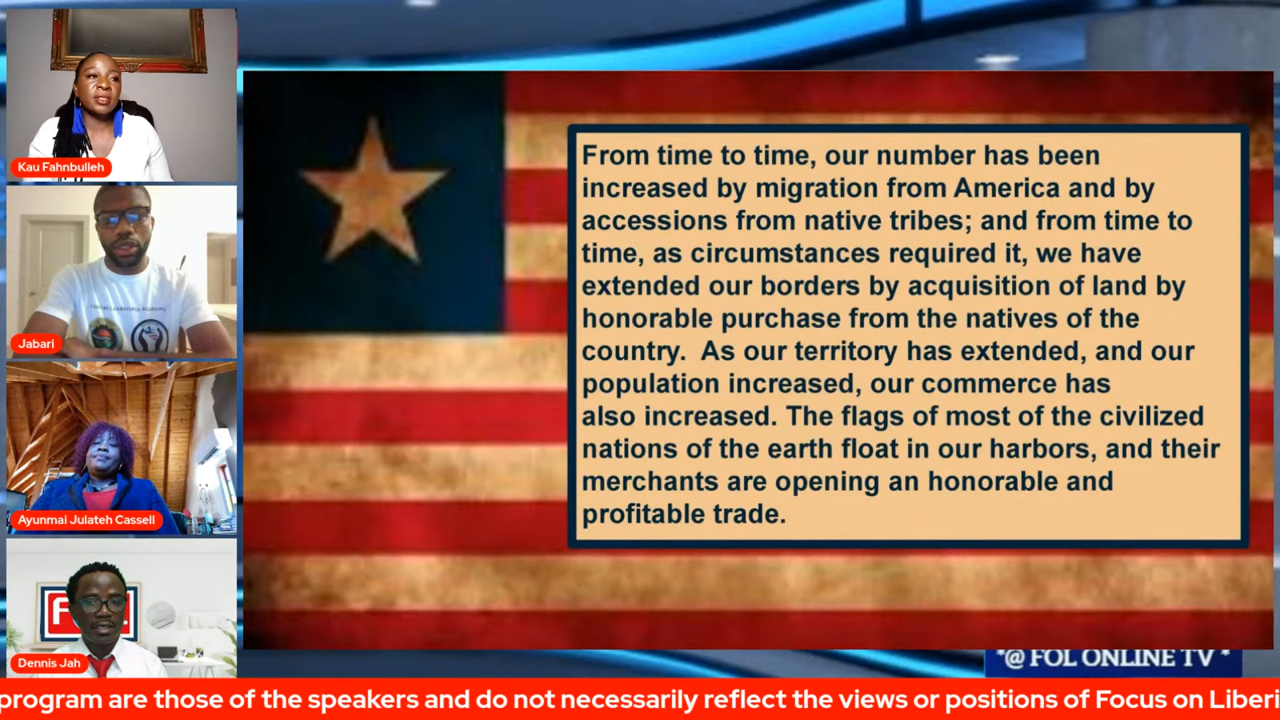 Kau Fahnbulleh
Jabari
Ayunmai Julateh Cassell
Dennis Jah
From time to time, our number has been
increased by migration from America and by
accessions from native tribes; and from time to
time, as circumstances required it, we have
extended our borders by acquisition of land by
honorable purchase from the natives of the
country. As our territory has extended, and our
population increased, our commerce has
also increased. The flags of most of the civilized
nations of the earth float in our harbors, and their
merchants are opening an honorable and
profitable trade.
*@ FOL ONLINE TV *
program are those of the speakers and do not necessarily reflect the views or positions of Focus on Liberi